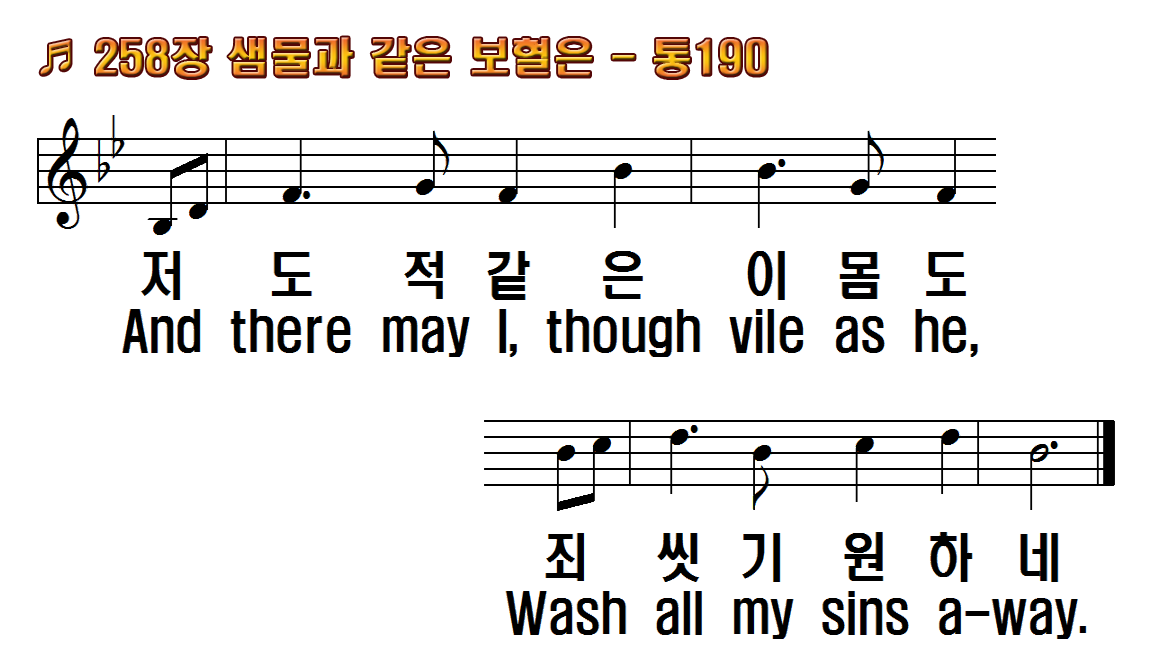 ♬ 258장 샘물과 같은 보혈은 - 통190
저 도 적 같 은 이 몸 도
And there may I, though vile as he,
죄 씻 기 원 하 네
Wash all my sins a-way.